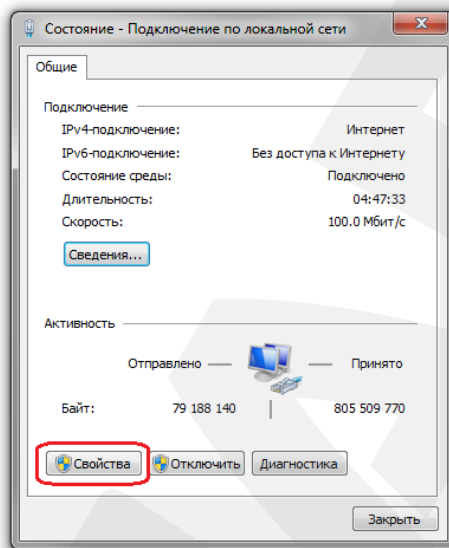 Состояние - Подключение по локальной сети
Общие
Подключение
IPv4-подключение: Интернет
IPv6-подключение: Без доступа к Интернету
Состояние среды: Подключено
Длительность: 04:47:33
Скорость: 100.0 Мбит/с
Сведения...
Активность
Отправлено — — Принято
Байт: 79 188 140 | 805 509 770
Свойства Отключить Диагностика
Закрыть